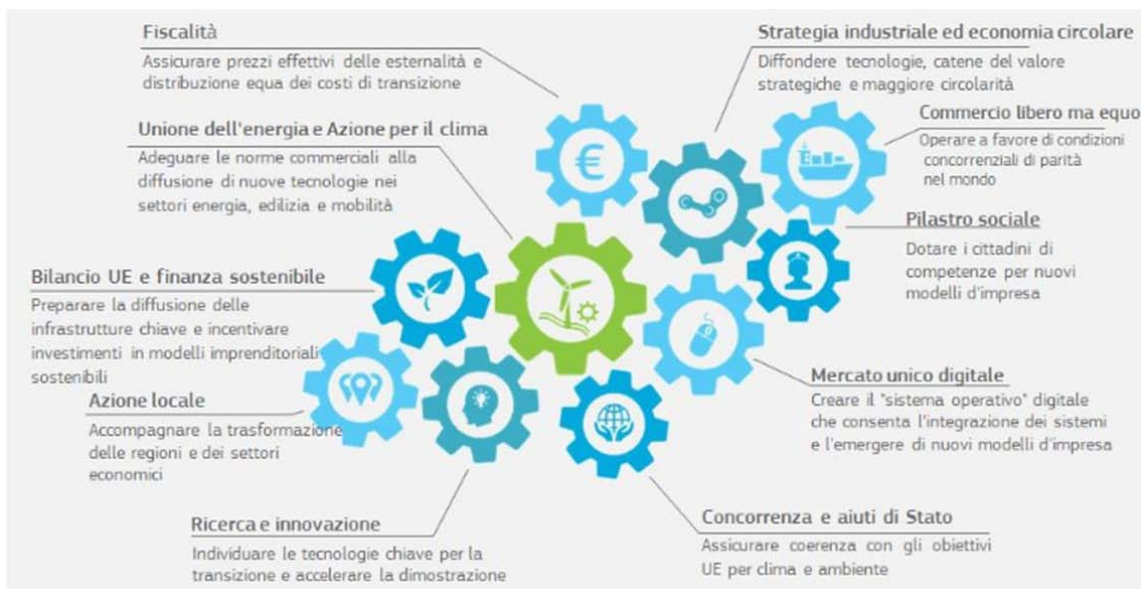 Fiscalità
Assicurare prezzi effettivi delle esternalità e
distribuzione equa dei costi di transizione
Unione dell'energia e Azione per il clima
Adeguare le norme commerciali alla
diffusione di nuove tecnologie nei
settori energia, edilizia e mobilità
Bilancio UE e finanza sostenibile
Preparare la diffusione delle
infrastrutture chiave e incentivare
investimenti in modelli imprenditoriali
sostenibili
Azione locale
Accompagnare la trasformazione
delle regioni e dei settori
economici
Ricerca e innovazione
Individuare le tecnologie chiave per la
transizione e accelerare la dimostrazione
€
Strategia industriale ed economia circolare
Diffondere tecnologie, catene del valore
strategiche e maggiore circolarità
Commercio libero ma equo
Operare a favore di condizioni
concorrenziali di parità
nel mondo
Pilastro sociale
Dotare i cittadini di
competenze per nuovi
modelli d'impresa
Mercato unico digitale
Creare il "sistema operativo" digitale
che consenta l'integrazione dei sistemi
e l'emergere di nuovi modelli d'impresa
Concorrenza e aiuti di Stato
Assicurare coerenza con gli obiettivi
UE per clima e ambiente